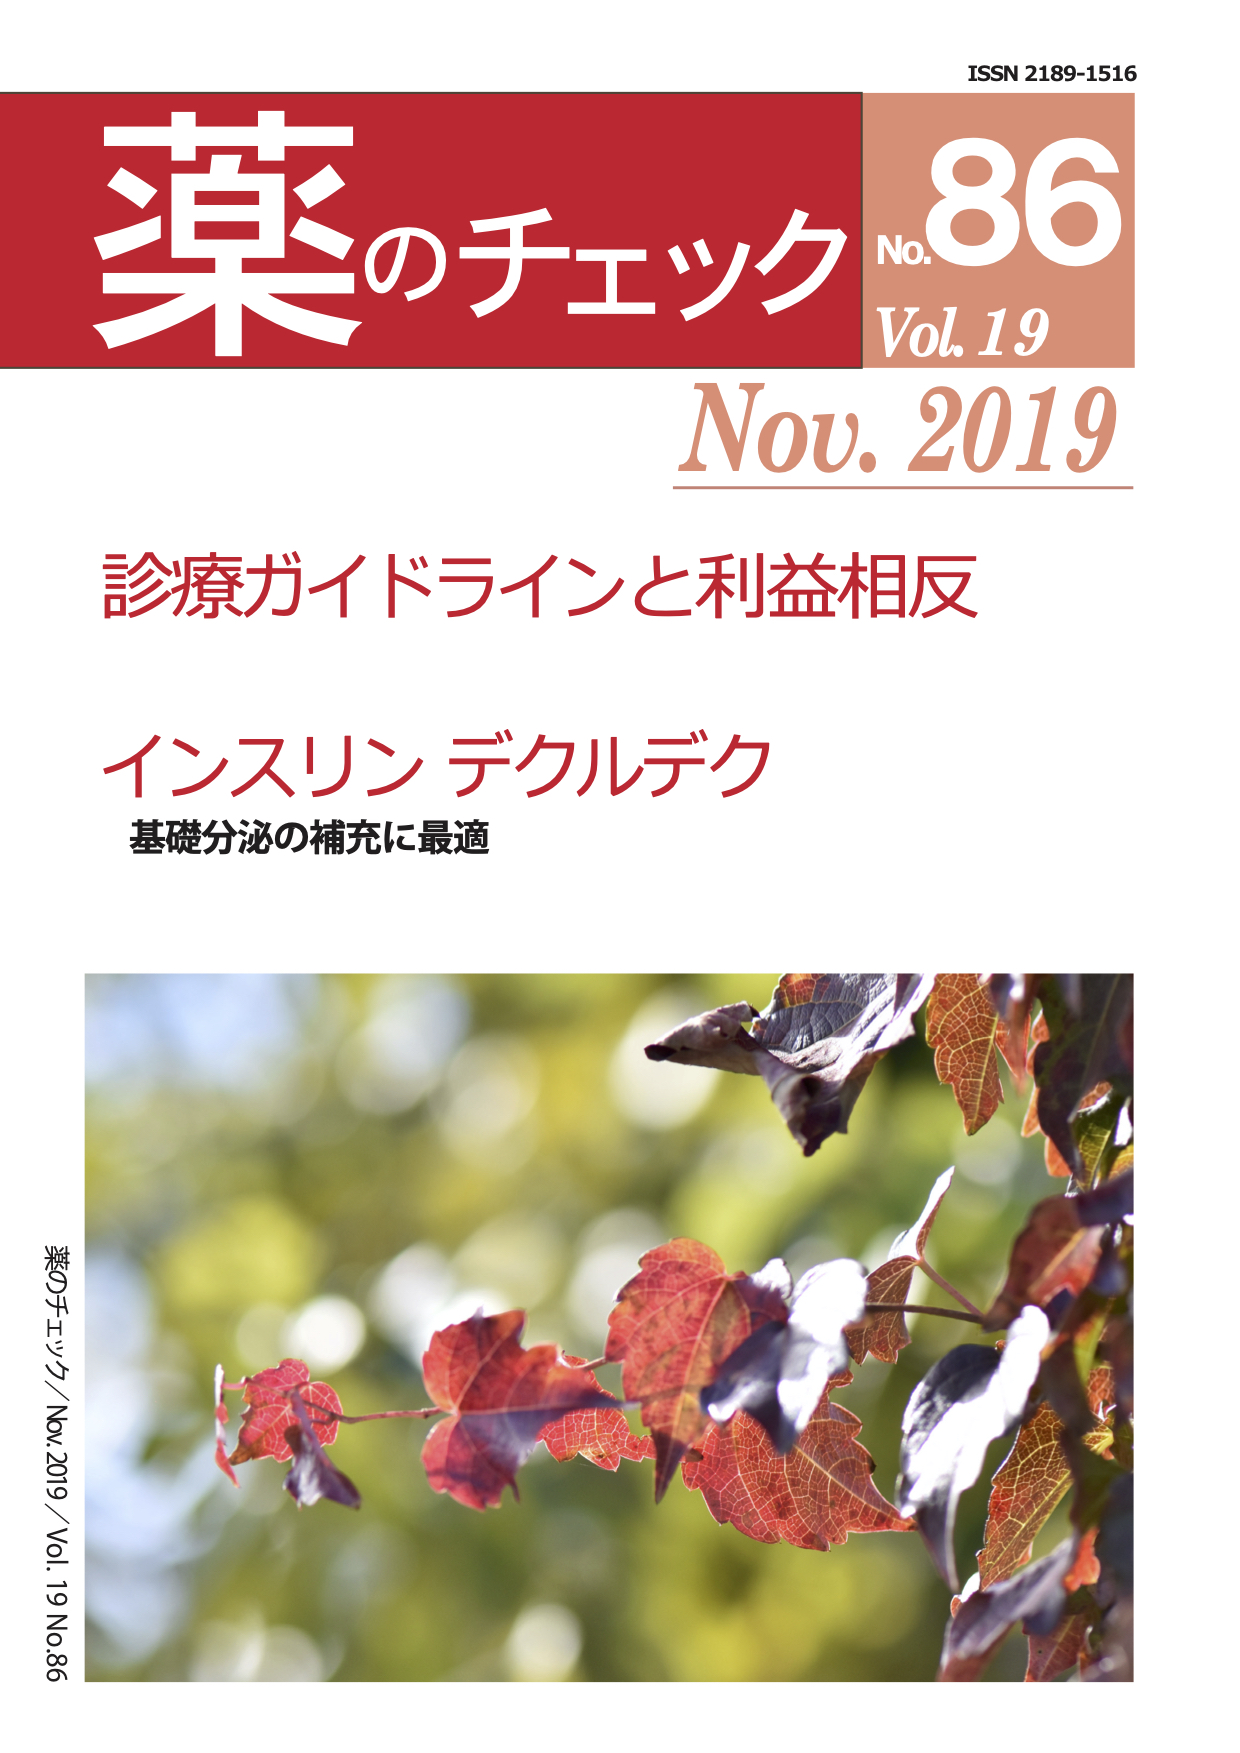 ISSN 2189-1516
薬のチェック
No.86
Vol. 19
Nov. 2019
診療ガイドラインと利益相反
インスリン デクルデク
基礎分泌の補充に最適
薬のチェック／Nov.2019／Vol. 19 No.86